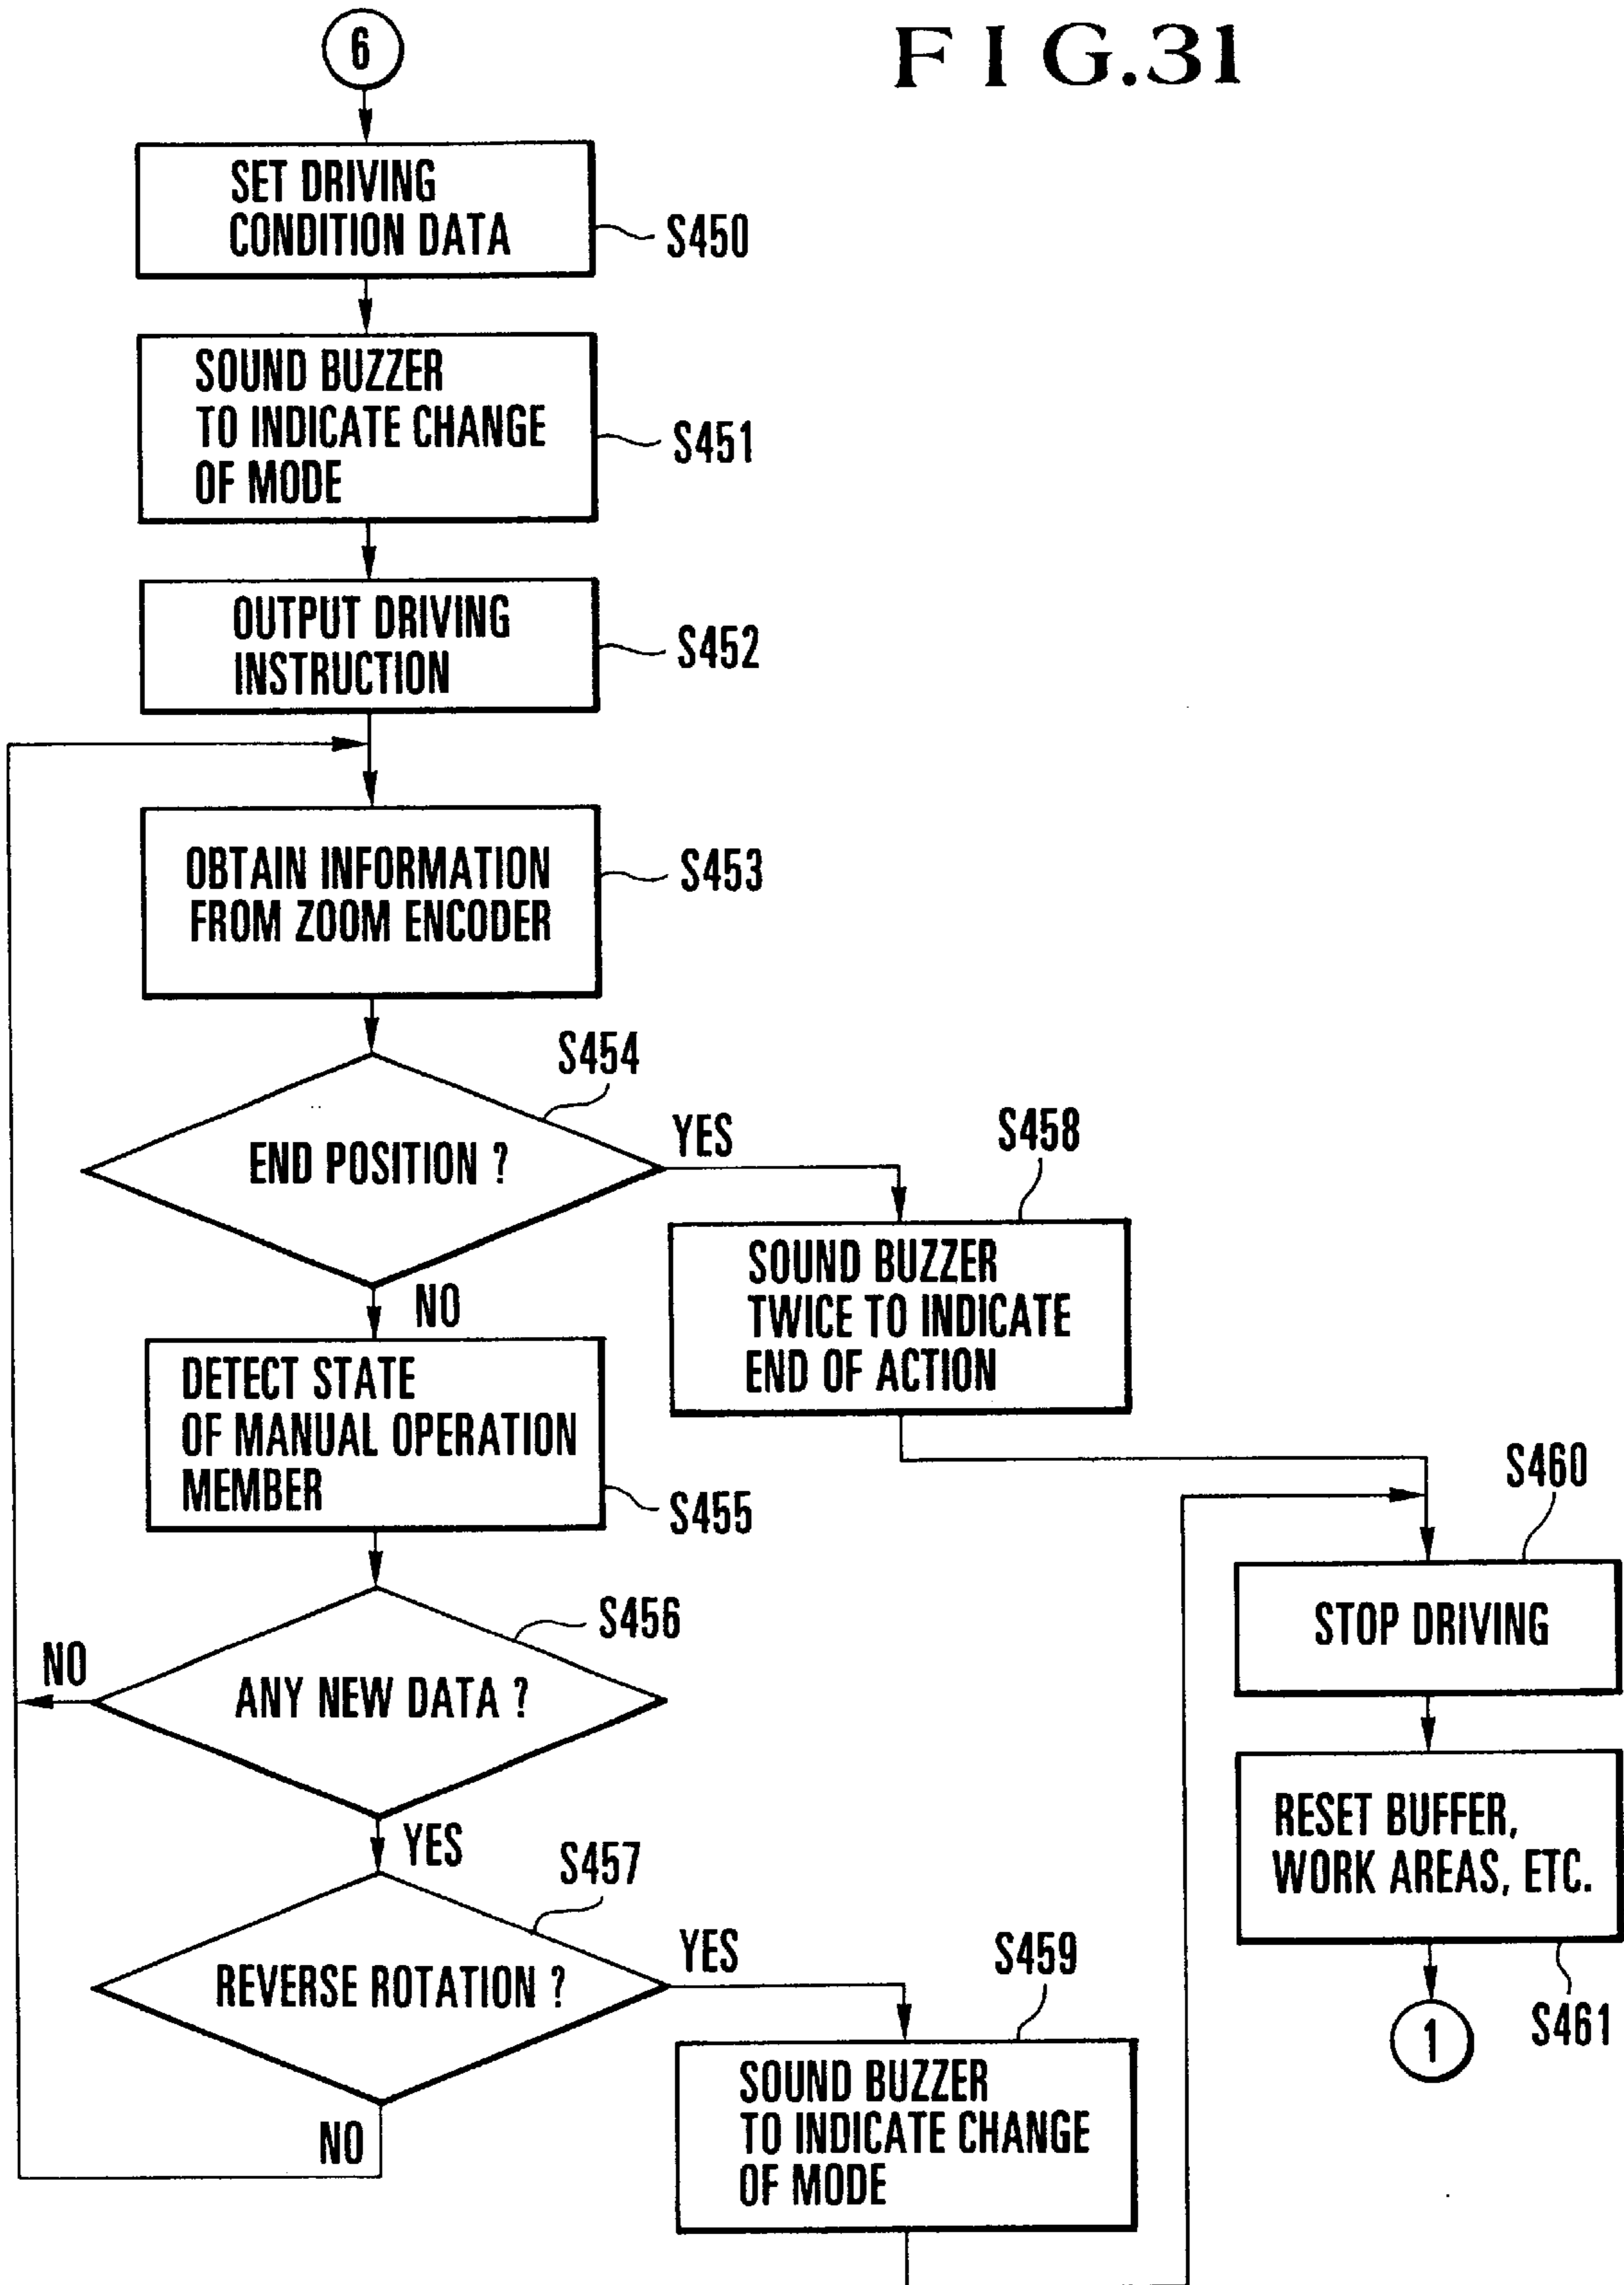 FIG.31
6
SET DRIVING
CONDITION DATA
S450
SOUND BUZZER
TO INDICATE CHANGE
OF MODE
S451
OUTPUT DRIVING
INSTRUCTION
S452
OBTAIN INFORMATION
FROM ZOOM ENCODER
S453
S454
END POSITION ?
YES
NO
S458
SOUND BUZZER
TWICE TO INDICATE
END OF ACTION
DETECT STATE
OF MANUAL OPERATION
MEMBER
S455
S456
ANY NEW DATA ?
NO
YES
S457
REVERSE ROTATION ?
YES
NO
S459
SOUND BUZZER
TO INDICATE CHANGE
OF MODE
S460
STOP DRIVING
RESET BUFFER,
WORK AREAS, ETC.
S461
1